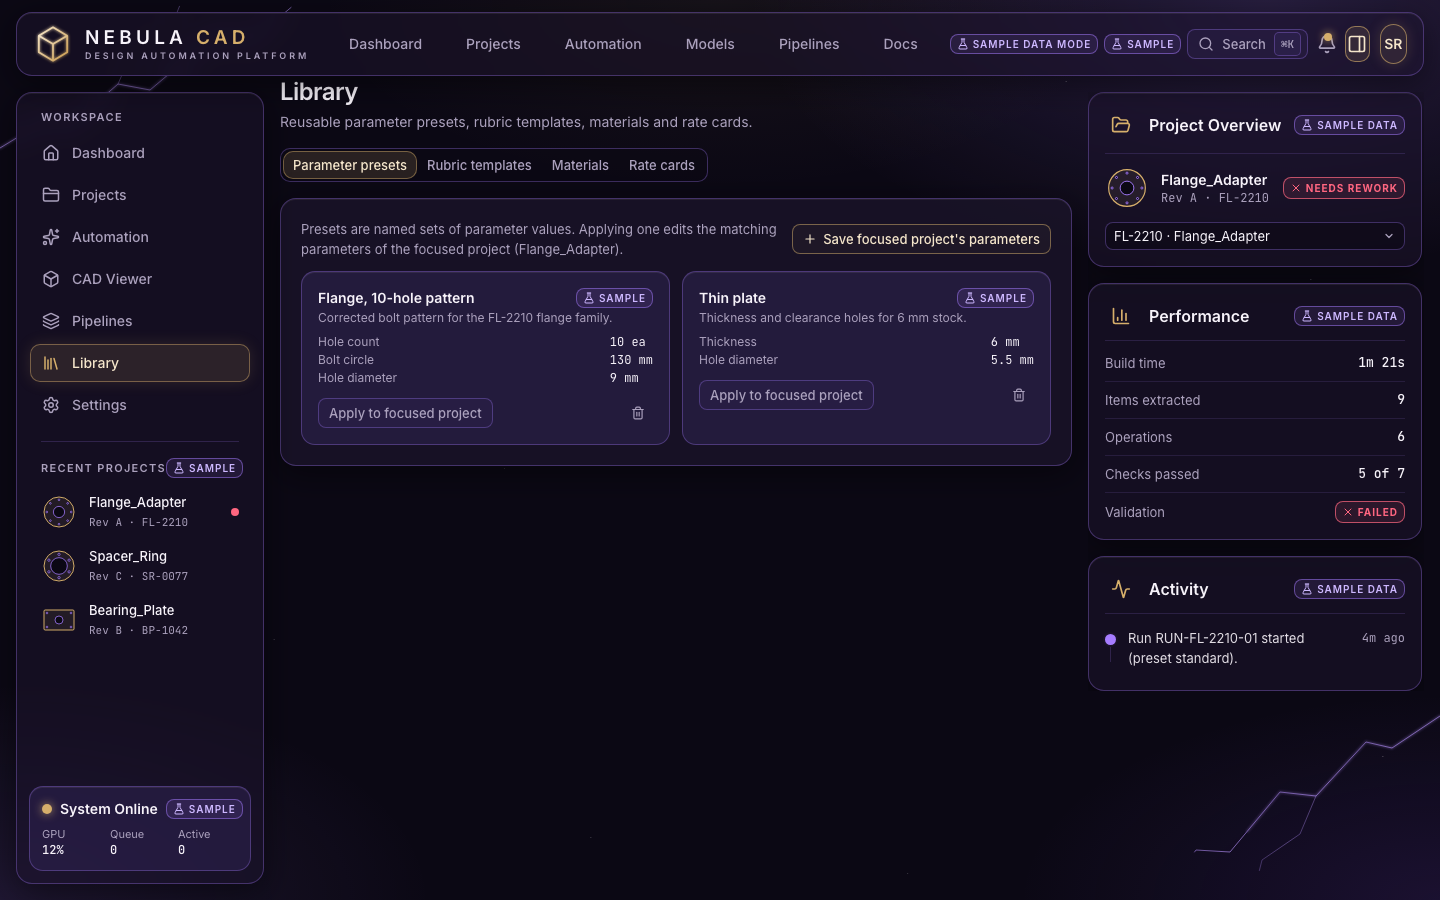 NEBULA CAD
DESIGN AUTOMATION PLATFORM
Dashboard
Projects
Automation
Models
Pipelines
Docs
SAMPLE DATA MODE
SAMPLE
Search
⌘K
SR
WORKSPACE
Dashboard
Projects
Automation
CAD Viewer
Pipelines
Library
Settings
RECENT PROJECTS
SAMPLE
Flange_Adapter
Rev A · FL-2210
Spacer_Ring
Rev C · SR-0077
Bearing_Plate
Rev B · BP-1042
System Online
SAMPLE
GPU
Queue
Active
12%
0
0
Library
Reusable parameter presets, rubric templates, materials and rate cards.
Parameter presets
Rubric templates
Materials
Rate cards
Presets are named sets of parameter values. Applying one edits the matching
parameters of the focused project (Flange_Adapter).
Save focused project's parameters
Flange, 10-hole pattern
SAMPLE
Corrected bolt pattern for the FL-2210 flange family.
Hole count 10 ea
Bolt circle 130 mm
Hole diameter 9 mm
Apply to focused project
Thin plate
SAMPLE
Thickness and clearance holes for 6 mm stock.
Thickness 6 mm
Hole diameter 5.5 mm
Apply to focused project
Project Overview
SAMPLE DATA
Flange_Adapter
Rev A · FL-2210
NEEDS REWORK
FL-2210 · Flange_Adapter
Performance
SAMPLE DATA
Build time 1m 21s
Items extracted 9
Operations 6
Checks passed 5 of 7
Validation FAILED
Activity
SAMPLE DATA
Run RUN-FL-2210-01 started 4m ago
(preset standard).